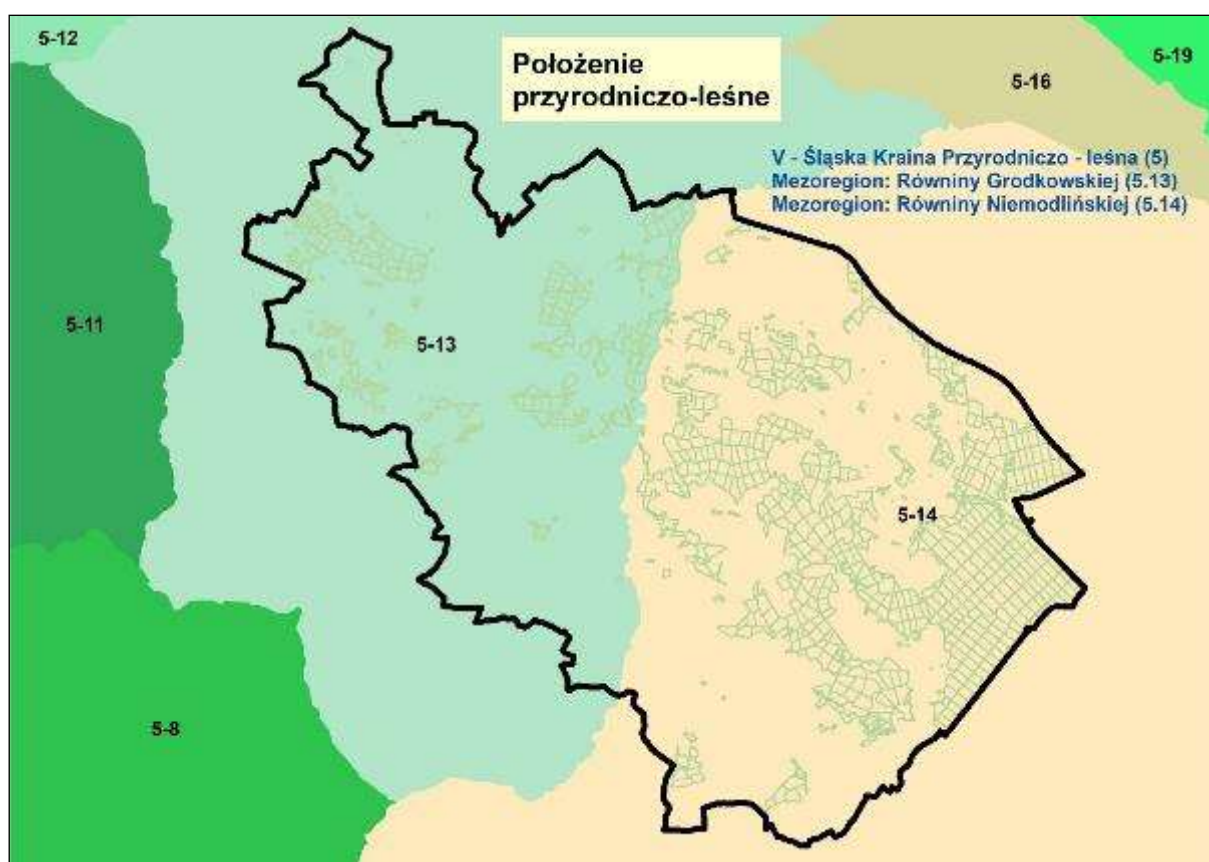 5-12
Położenie
przyrodniczo-leśne
5-19
5-16
V - Śląska Kraina Przyrodniczo - leśna (5)
Mezoregion: Równiny Grodkowskiej (5.13)
Mezoregion: Równiny Niemodlińskiej (5.14)
5-11
5-13
5-14
5-8